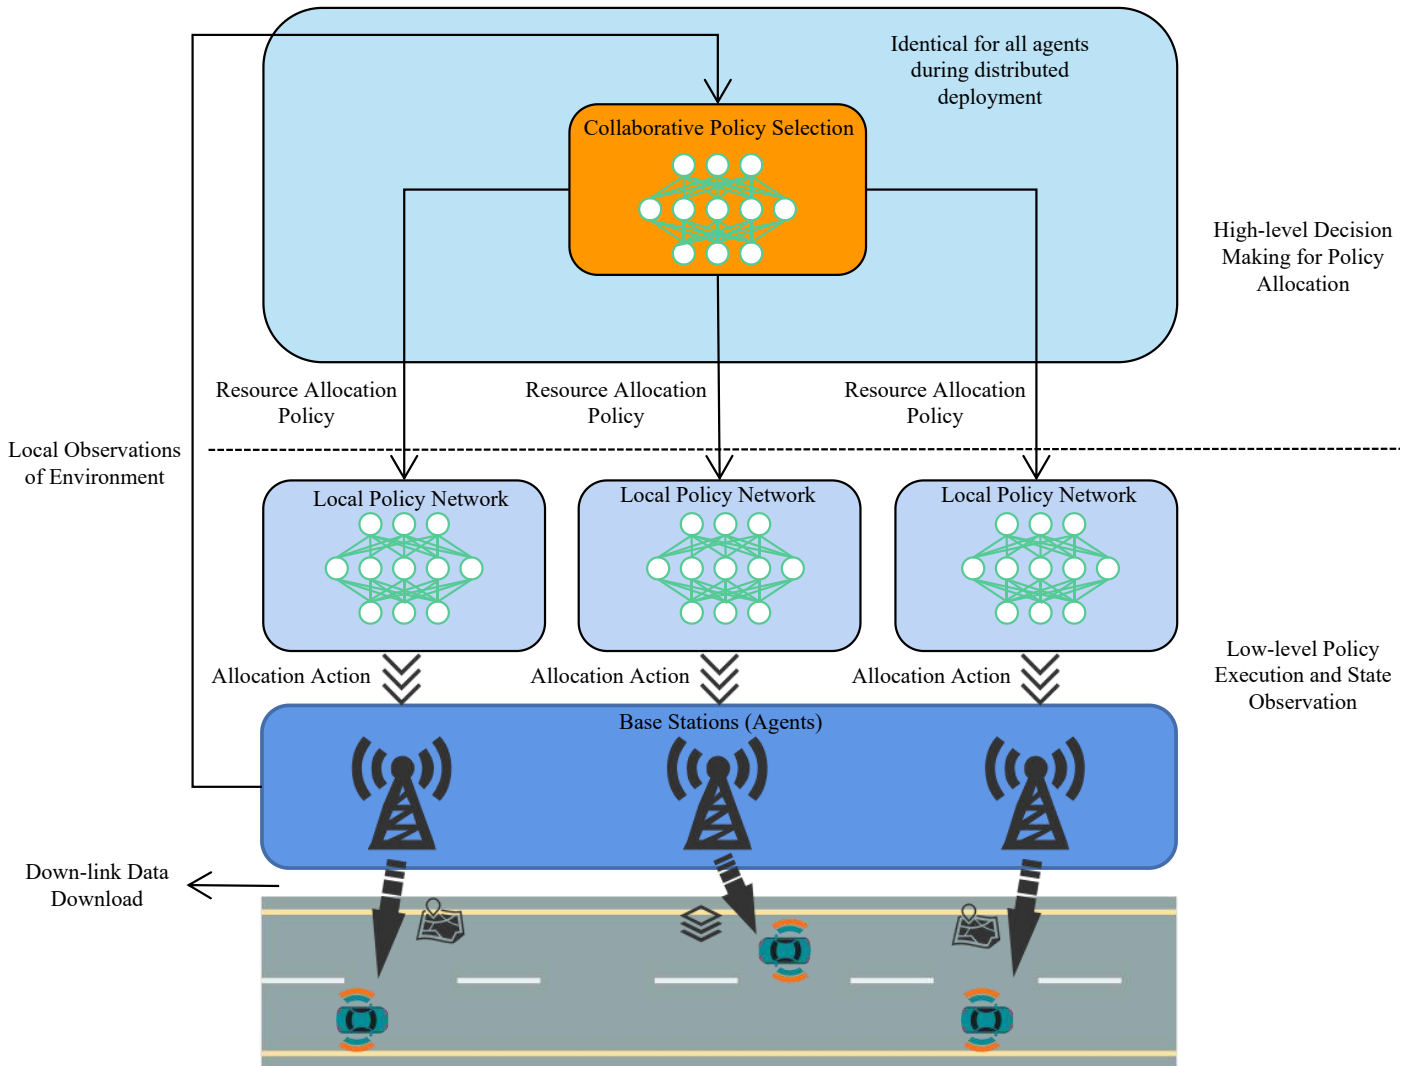 Identical for all agents
during distributed
deployment
Collaborative Policy Selection
High-level Decision
Making for Policy
Allocation
Resource Allocation
Policy
Resource Allocation
Policy
Resource Allocation
Policy
Local Observations
of Environment
Local Policy Network
Local Policy Network
Local Policy Network
Allocation Action
Allocation Action
Allocation Action
Low-level Policy
Execution and State
Observation
Base Stations (Agents)
Down-link Data
Download